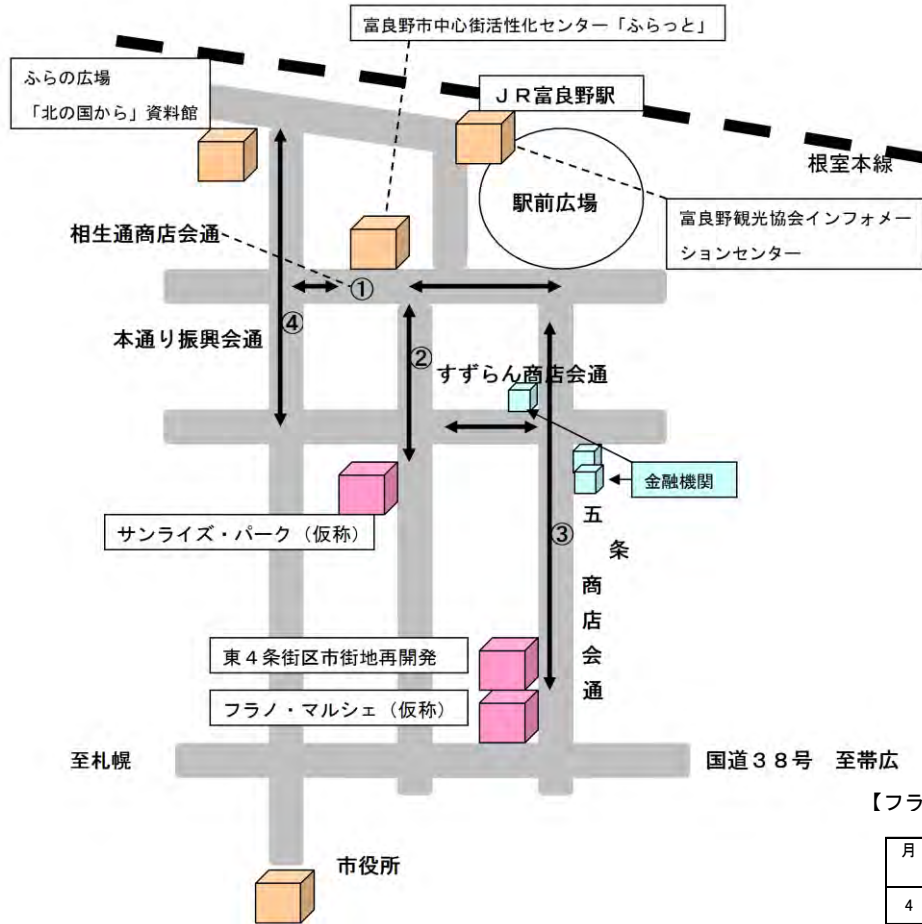 富良野市中心街活性化センター「ふらっと」
ふらの広場
「北の国から」資料館
ＪＲ富良野駅
根室本線
駅前広場
富良野観光協会インフォメー
ションセンター
相生通商店会通
①
④
本通り振興会通
②
すずらん商店会通
金融機関
サンライズ・パーク（仮称）
③
五条商店会通
東４条街区市街地再開発
フラノ・マルシェ（仮称）
至札幌
国道３８号　至帯広
【フラ
月
4
市役所